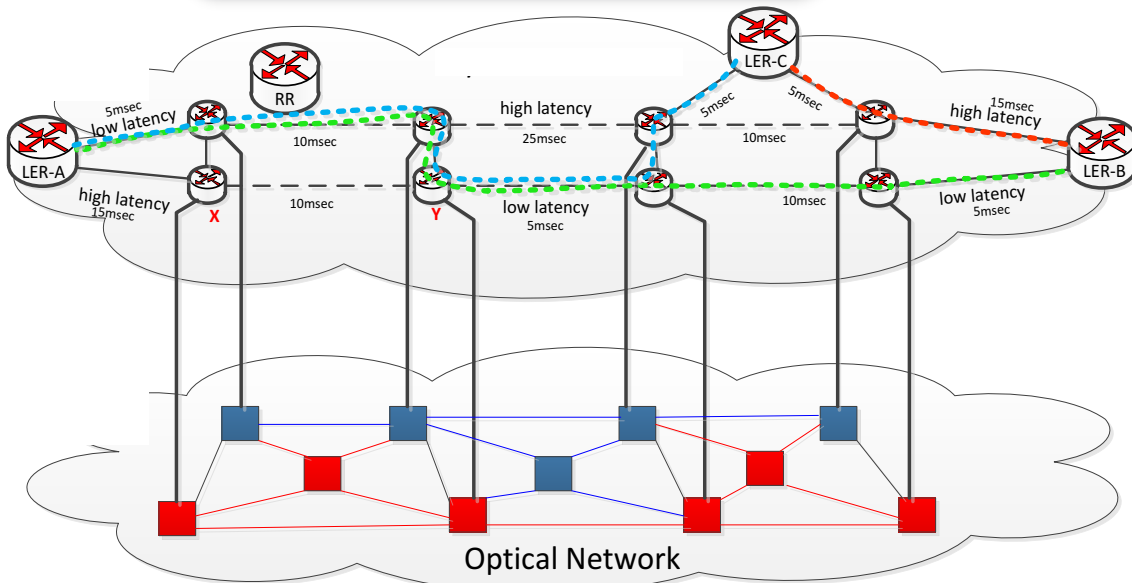 LER-C
RR
5msec
low latency
high latency
5msec
5msec
15msec
high latency
10msec
25msec
10msec
LER-A
LER-B
high latency
15msec
X
10msec
Y
low latency
5msec
10msec
low latency
5msec
Optical Network